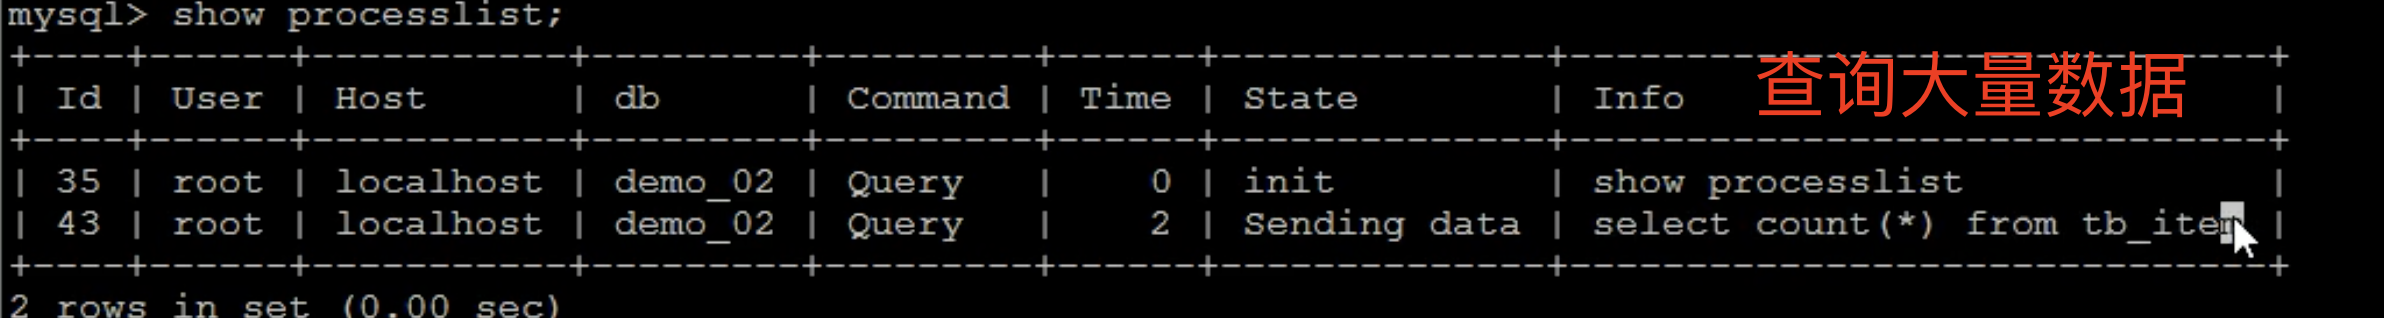 mysql> show processlist;
+----+------+-----------+---------+---------+------+--------------+------------------------------+
| Id | User | Host      | db      | Command | Time | State        | Info 查询大量数据 |
+----+------+-----------+---------+---------+------+--------------+------------------------------+
| 35 | root | localhost | demo_02 | Query   |    0 | init         | show processlist             |
| 43 | root | localhost | demo_02 | Query   |    2 | Sending data | select count(*) from tb_item |
+----+------+-----------+---------+---------+------+--------------+------------------------------+
2 rows in set (0.00 sec)